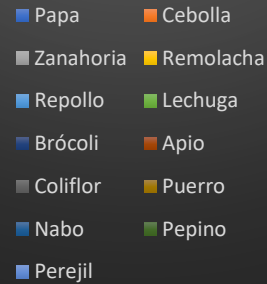 Papa Cebolla
Zanahoria Remolacha
Repollo Lechuga
Brócoli Apio
Coliflor Puerro
Nabo Pepino
Perejil